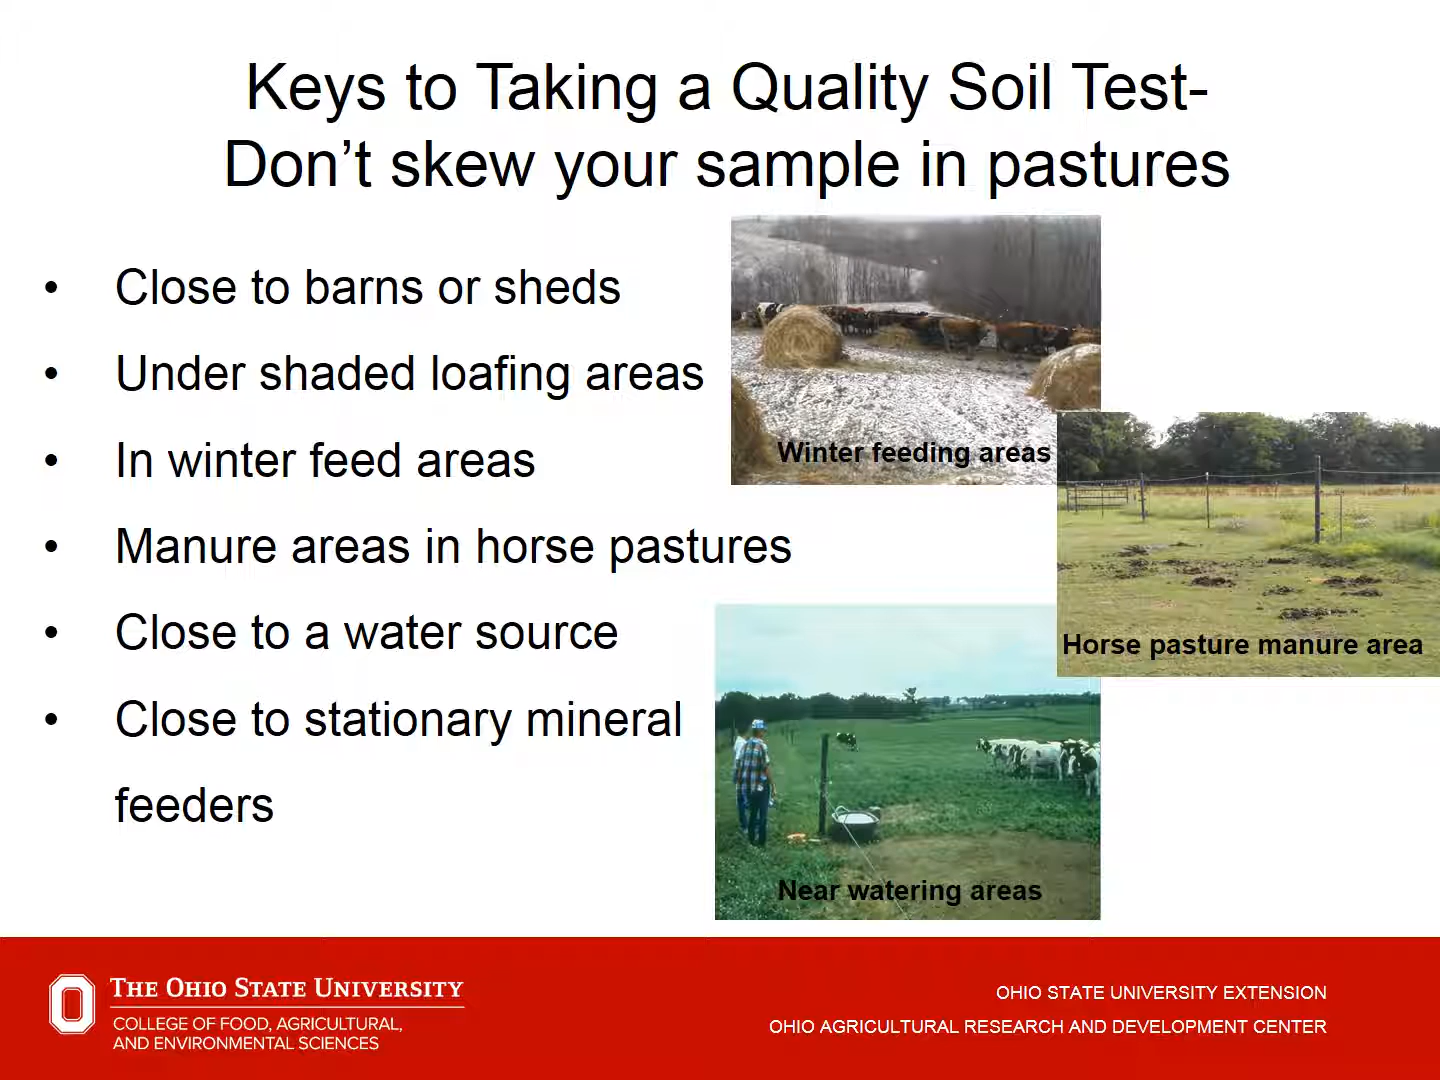 Keys to Taking a Quality Soil Test-
Don’t skew your sample in pastures
• Close to barns or sheds
• Under shaded loafing areas
• In winter feed areas
• Manure areas in horse pastures
• Close to a water source
• Close to stationary mineral
feeders
Winter feeding areas
Horse pasture manure area
Near watering areas
THE OHIO STATE UNIVERSITY
COLLEGE OF FOOD, AGRICULTURAL,
AND ENVIRONMENTAL SCIENCES
OHIO STATE UNIVERSITY EXTENSION
OHIO AGRICULTURAL RESEARCH AND DEVELOPMENT CENTER